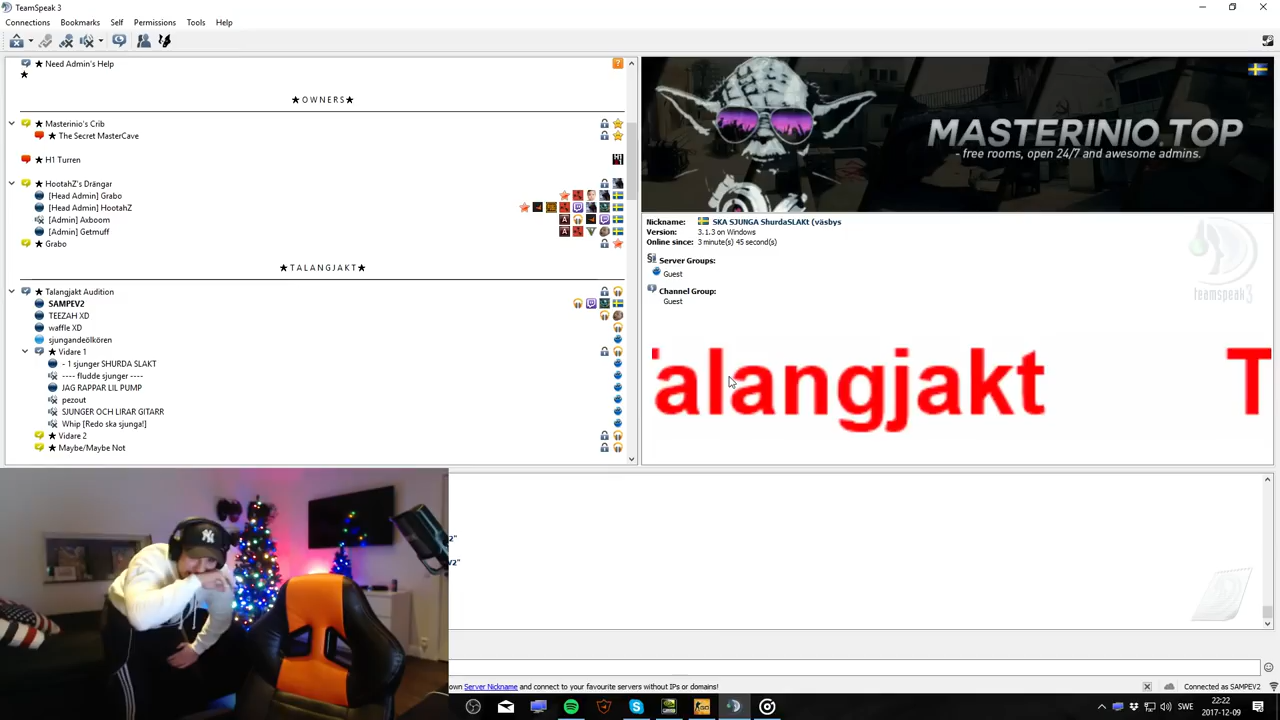 TeamSpeak 3
Connections Bookmarks Self Permissions Tools Help
★ Need Admin's Help
★
★OWNERS★
★ Masterinio's Crib
★ The Secret MasterCave
★ H1 Turren
★ HootahZ's Drängar
[Head Admin] Grabo
[Head Admin] HootahZ
[Admin] Axboom
[Admin] Getmuff
★ Grabo
★TALANGJAKT★
★ Talangjakt Audition
SAMPEV2
TEEZAH XD
waffle XD
sjungandeölkören
★ Vidare 1
- 1 sjunger SHURDA SLAKT
---- fludde sjunger ----
JAG RAPPAR LIL PUMP
pezout
SJUNGER OCH LIRAR GITARR
Whip [Redo ska sjunga!]
★ Vidare 2
★ Maybe/Maybe Not
MASTERINIO.TOP
- free rooms, open 24/7 and awesome admins.
Nickname: SKA SJUNGA ShurdaSLAKt (väsbys
Version: 3.1.3 on Windows
Online since: 3 minute(s) 45 second(s)
Server Groups:
Guest
Channel Group:
Guest
teamspeak3
alangjakt T
2"
V2"
own Server Nickname and connect to your favourite servers without IPs or domains!
Connected as SAMPEV2
SWE
22:22
2017-12-09